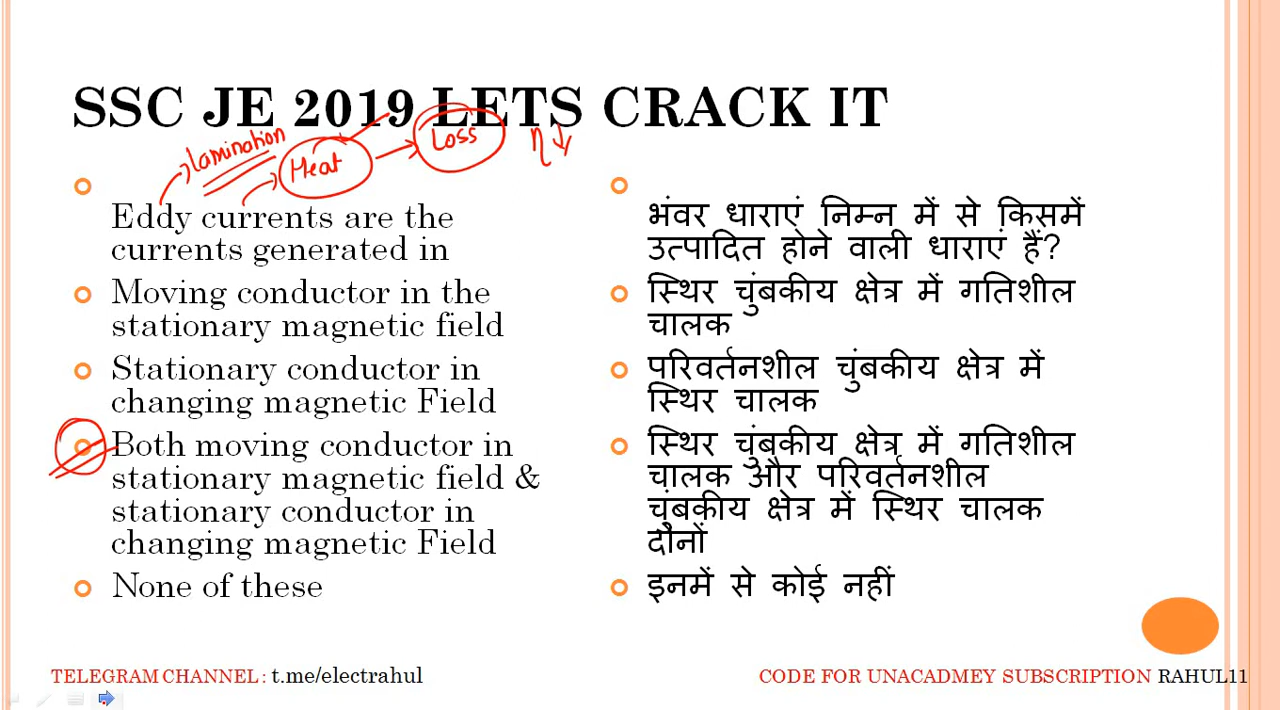 SSC JE 2019 LETS CRACK IT
lamination
Heat
Loss
η↓
Eddy currents are the
currents generated in
Moving conductor in the
stationary magnetic field
Stationary conductor in
changing magnetic Field
Both moving conductor in
stationary magnetic field &
stationary conductor in
changing magnetic Field
None of these
भंवर धाराएं निम्न में से किसमें
उत्पादित होने वाली धाराएं हैं?
स्थिर चुंबकीय क्षेत्र में गतिशील
चालक
परिवर्तनशील चुंबकीय क्षेत्र में
स्थिर चालक
स्थिर चुंबकीय क्षेत्र में गतिशील
चालक और परिवर्तनशील
चुंबकीय क्षेत्र में स्थिर चालक
दोनों
इनमें से कोई नहीं
TELEGRAM CHANNEL: t.me/electrahul
CODE FOR UNACADMEY SUBSCRIPTION RAHUL11